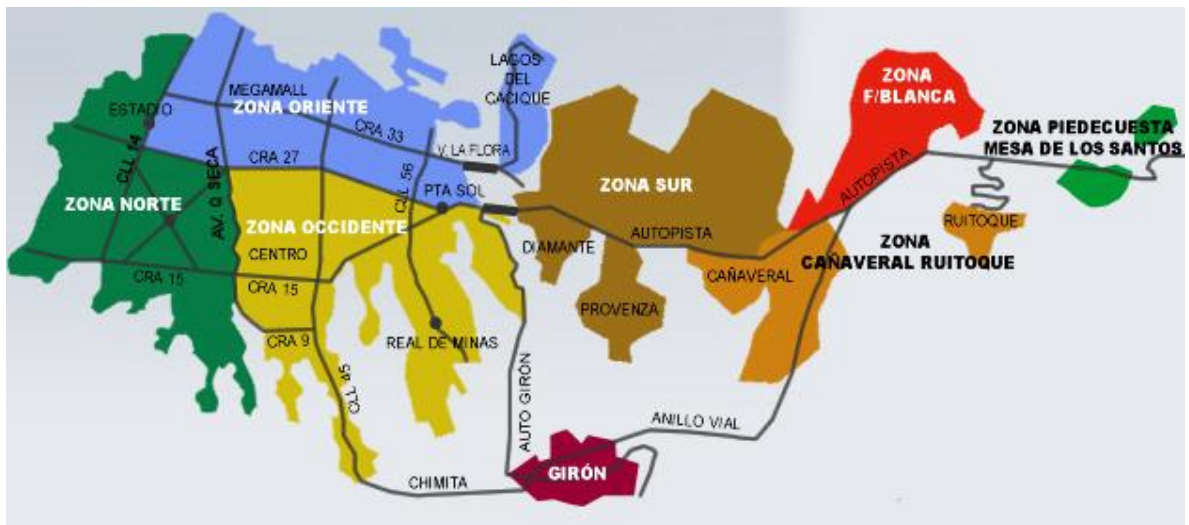 LAGOS
DEL
CACIQUE
ZONA
F/BLANCA
MEGAMALL
ESTADIO
ZONA ORIENTE
CRA 33
V. LA FLORA
ZONA PIEDECUESTA
MESA DE LOS SANTOS
CLL 14
CRA 27
CLL 56
PTA SOL
ZONA SUR
AUTOPISTA
ZONA NORTE
AV. Q SECA
ZONA OCCIDENTE
CENTRO
DIAMANTE
AUTOPISTA
RUITOQUE
ZONA
CAÑAVERAL RUITOQUE
CRA 15
CRA 15
CAÑAVERAL
PROVENZA
CRA 9
REAL DE MINAS
CLL 45
AUTO GIRÓN
ANILLO VIAL
GIRÓN
CHIMITA